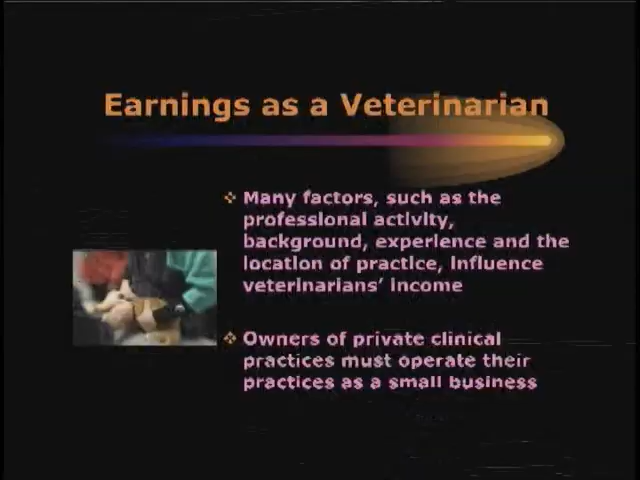 Earnings as a Veterinarian
Many factors, such as the
professional activity,
background, experience and the
location of practice, influence
veterinarians' income
Owners of private clinical
practices must operate their
practices as a small business